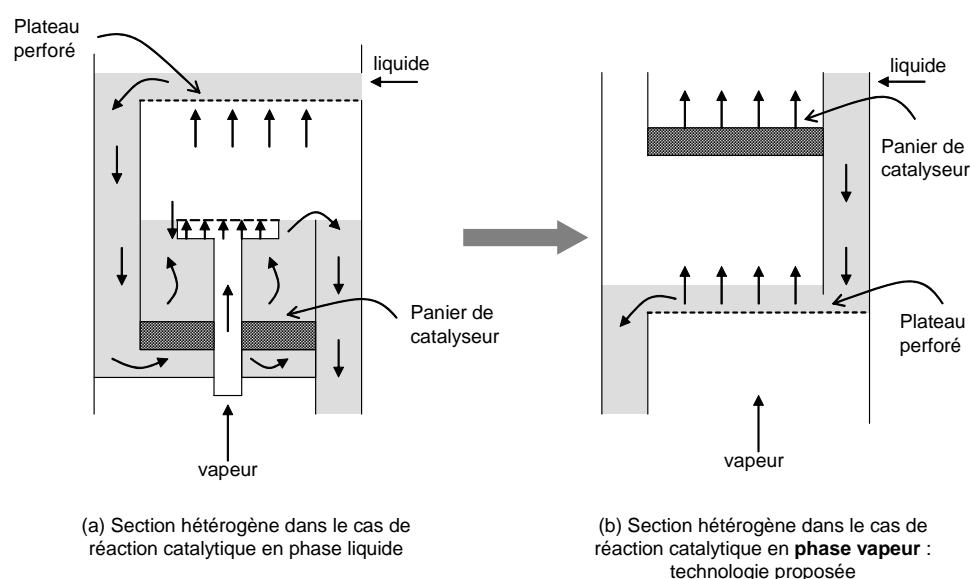 Plateau
perforé
liquide
Panier de
catalyseur
vapeur
(a) Section hétérogène dans le cas de
réaction catalytique en phase liquide
liquide
Panier de
catalyseur
Plateau
perforé
vapeur
(b) Section hétérogène dans le cas de
réaction catalytique en phase vapeur :
technologie proposée